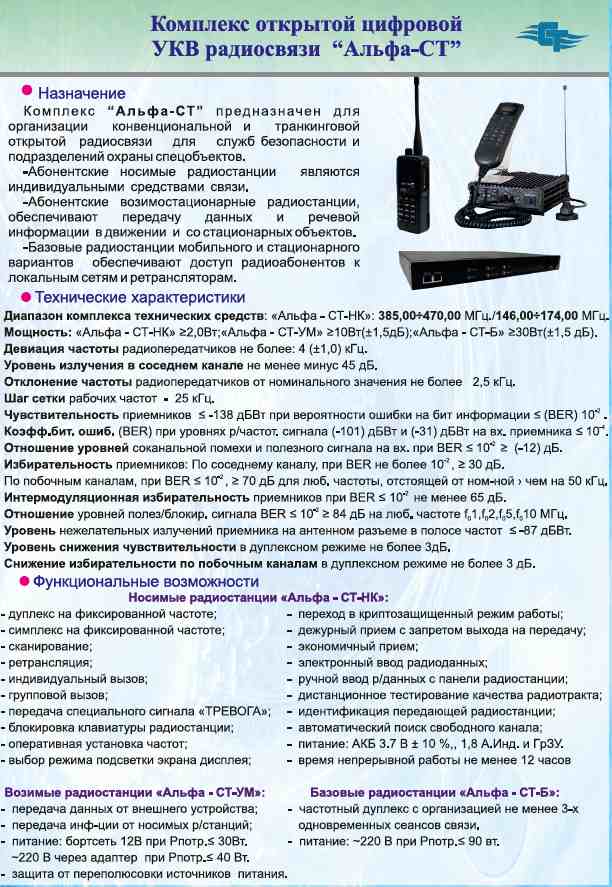 Комплекс открытой цифровой
УКВ радиосвязи “Альфа-СТ”
Назначение
Комплекс “Альфа-СТ” предназначен для
организации конвенциональной и транкинговой
открытой радиосвязи для служб безопасности и
подразделений охраны спецобъектов.
-Абонентские носимые радиостанции являются
индивидуальными средствами связи.
-Абонентские возимостационарные радиостанции,
обеспечивают передачу данных и речевой
информации в движении и со стационарных объектов.
-Базовые радиостанции мобильного и стационарного
вариантов обеспечивают доступ радиоабонентов к
локальным сетям и ретрансляторам.
Технические характеристики
Диапазон комплекса технических средств: «Альфа - СТ-НК»: 385,00÷470,00 МГц./146,00÷174,00 МГц.
Мощность: «Альфа - СТ-НК» ≥2,0Вт;«Альфа - СТ-УМ» ≥10Вт(±1,5дБ);«Альфа - СТ-Б» ≥30Вт(±1,5 дБ).
Девиация частоты радиопередатчиков не более: 4 (±1,0) кГц.
Уровень излучения в соседнем канале не менее минус 45 дБ.
Отклонение частоты радиопередатчиков от номинального значения не более 2,5 кГц.
Шаг сетки рабочих частот - 25 кГц.
Чувствительность приемников ≤ -138 дБВт при вероятности ошибки на бит информации ≤ (BER) 10⁻² .
Коэфф.бит. ошиб. (BER) при уровнях р/частот. сигнала (-101) дБВт и (-31) дБВт на вх. приемника ≤ 10⁻⁴.
Отношение уровней соканальной помехи и полезного сигнала на вх. при BER ≤ 10⁻² ≥ (-12) дБ.
Избирательность приемников: По соседнему каналу, при BER не более 10⁻² , ≥ 30 дБ.
По побочным каналам, при BER ≤ 10⁻² , ≥ 70 дБ для люб. частоты, отстоящей от ном-ной › чем на 50 кГц.
Интермодуляционная избирательность приемников при BER ≤ 10⁻² не менее 65 дБ.
Отношение уровней полез/блокир. сигнала BER ≤ 10⁻² ≥ 84 дБ на люб. частоте f₀1,f₀2,f₀5,f₀10 МГц.
Уровень нежелательных излучений приемника на антенном разъеме в полосе частот ≤ -87 дБВт.
Уровень снижения чувствительности в дуплексном режиме не более 3дБ.
Снижение избирательности по побочным каналам в дуплексном режиме не более 3 дБ.
Функциональные возможности
Носимые радиостанции «Альфа - СТ-НК»:
- дуплекс на фиксированной частоте;
- симплекс на фиксированной частоте;
- сканирование;
- ретрансляция;
- индивидуальный вызов;
- групповой вызов;
- передача специального сигнала «ТРЕВОГА»;
- блокировка клавиатуры радиостанции;
- оперативная установка частот;
- выбор режима подсветки экрана дисплея;
- переход в криптозащищенный режим работы;
- дежурный прием с запретом выхода на передачу;
- экономичный прием;
- электронный ввод радиоданных;
- ручной ввод р/данных с панели радиостанции;
- дистанционное тестирование качества радиотракта;
- идентификация передающей радиостанции;
- автоматический поиск свободного канала;
- питание: АКБ 3.7 В ± 10 %,, 1,8 А.Инд. и ГрЗУ.
- время непрерывной работы не менее 12 часов
Возимые радиостанции «Альфа - СТ-УМ»:
- передача данных от внешнего устройства;
- передача инф-ции от носимых р/станций;
- питание: бортсеть 12В при Рпотр.≤ 30Вт.
~220 В через адаптер при Рпотр.≤ 40 Вт.
- защита от переполюсовки источников питания.
Базовые радиостанции «Альфа - СТ-Б»:
- частотный дуплекс с организацией не менее 3-х
одновременных сеансов связи.
- питание: ~220 В при Рпотр.≤ 90 вт.